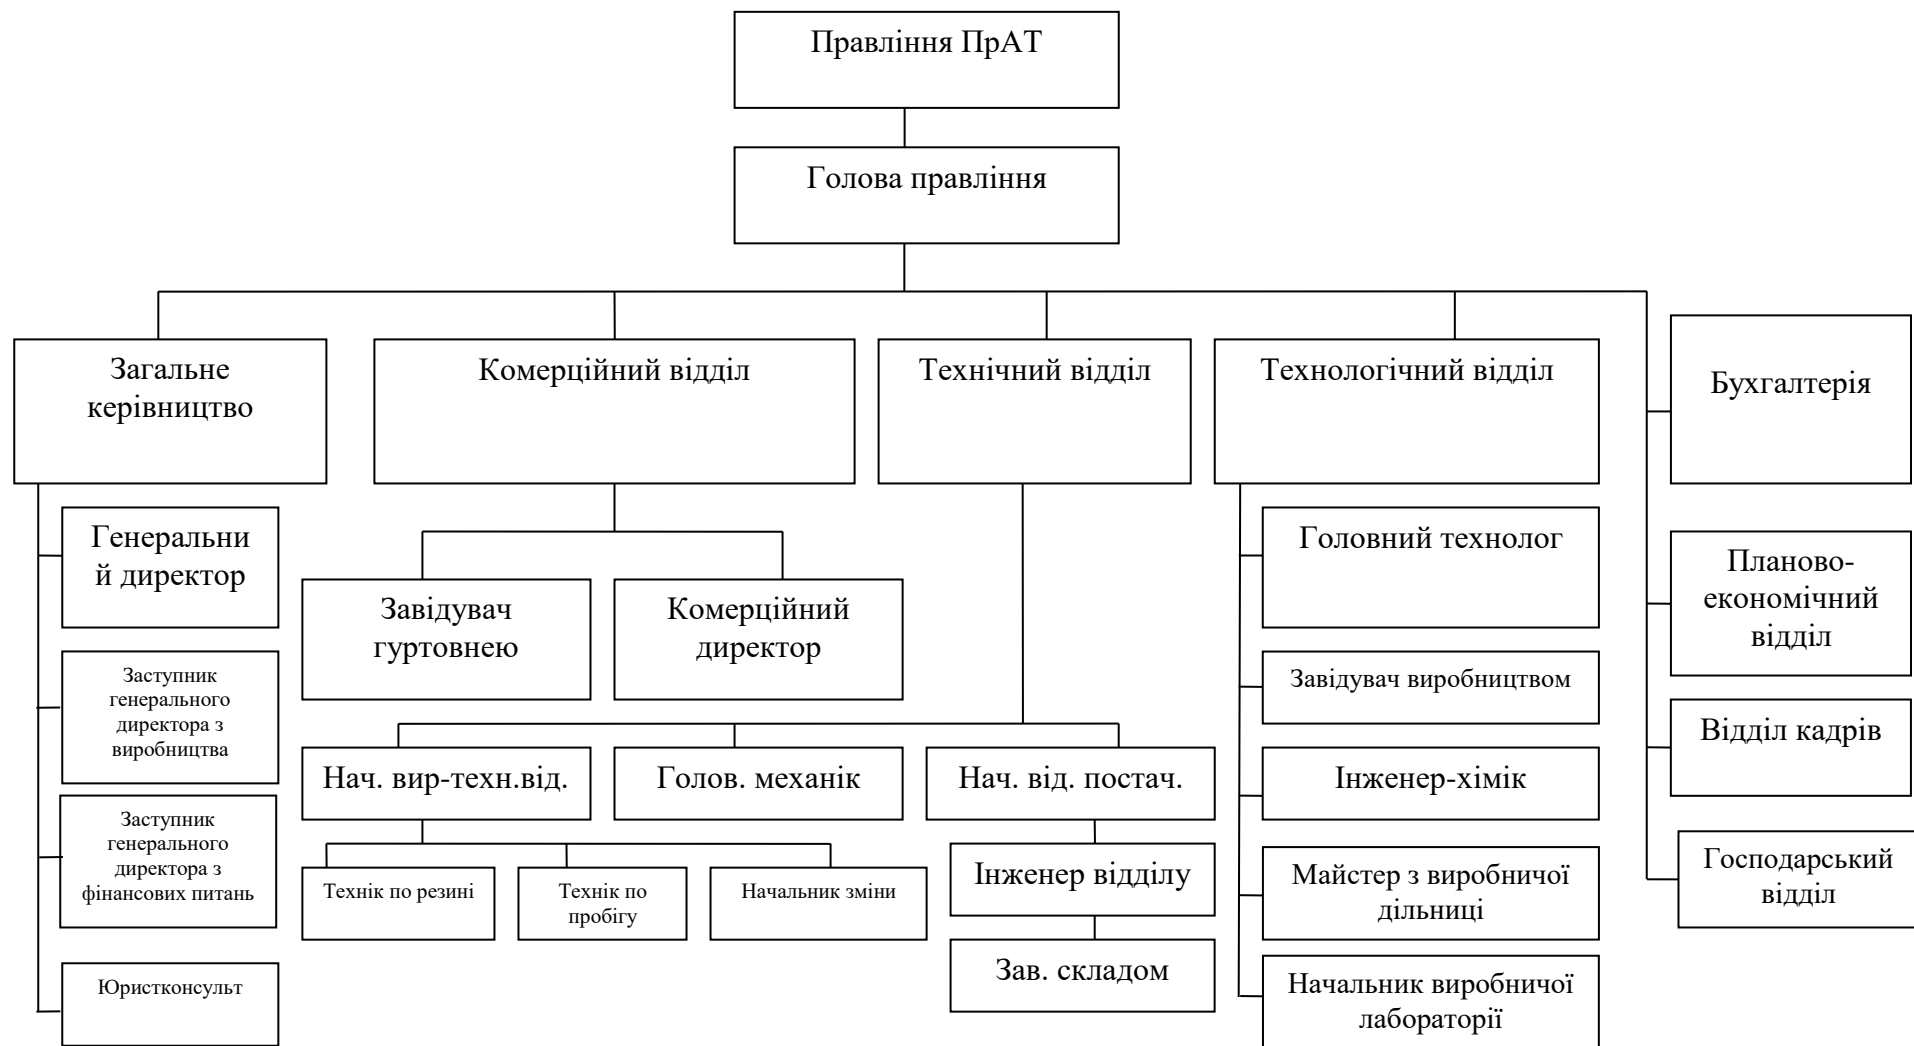 Правління ПрАТ
Голова правління
Загальне
керівництво
Комерційний відділ
Технічний відділ
Технологічний відділ
Бухгалтерія
Генеральни
й директор
Заступник
генерального
директора з
виробництва
Заступник
генерального
директора з
фінансових питань
Юристконсульт
Завідувач
гуртовнею
Комерційний
директор
Нач. вир-техн.від.
Голов. механік
Нач. від. постач.
Технік по резині
Технік по
пробігу
Начальник зміни
Інженер відділу
Зав. складом
Головний технолог
Завідувач виробництвом
Інженер-хімік
Майстер з виробничої
дільниці
Начальник виробничої
лабораторії
Планово-
економічний
відділ
Відділ кадрів
Господарський
відділ